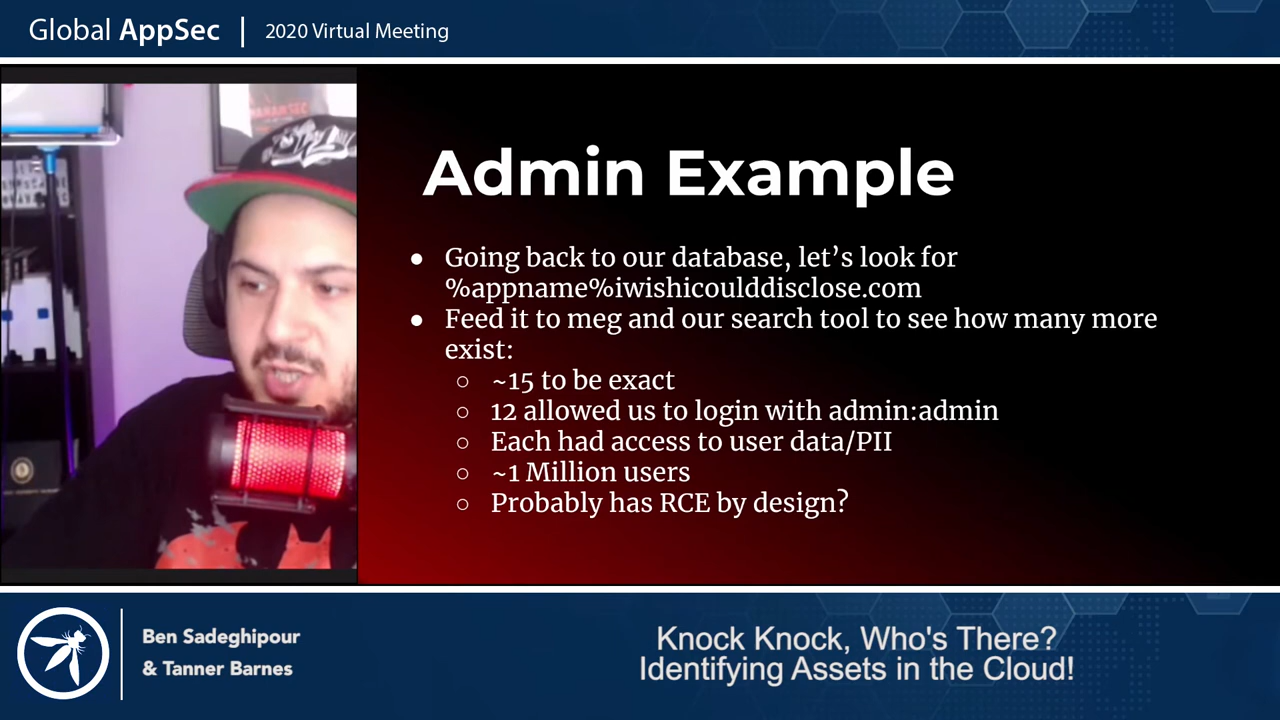 Global AppSec | 2020 Virtual Meeting
Admin Example
● Going back to our database, let’s look for
%appname%iwishicoulddisclose.com
● Feed it to meg and our search tool to see how many more
exist:
○ ~15 to be exact
○ 12 allowed us to login with admin:admin
○ Each had access to user data/PII
○ ~1 Million users
○ Probably has RCE by design?
Ben Sadeghipour
& Tanner Barnes
Knock Knock, Who's There?
Identifying Assets in the Cloud!